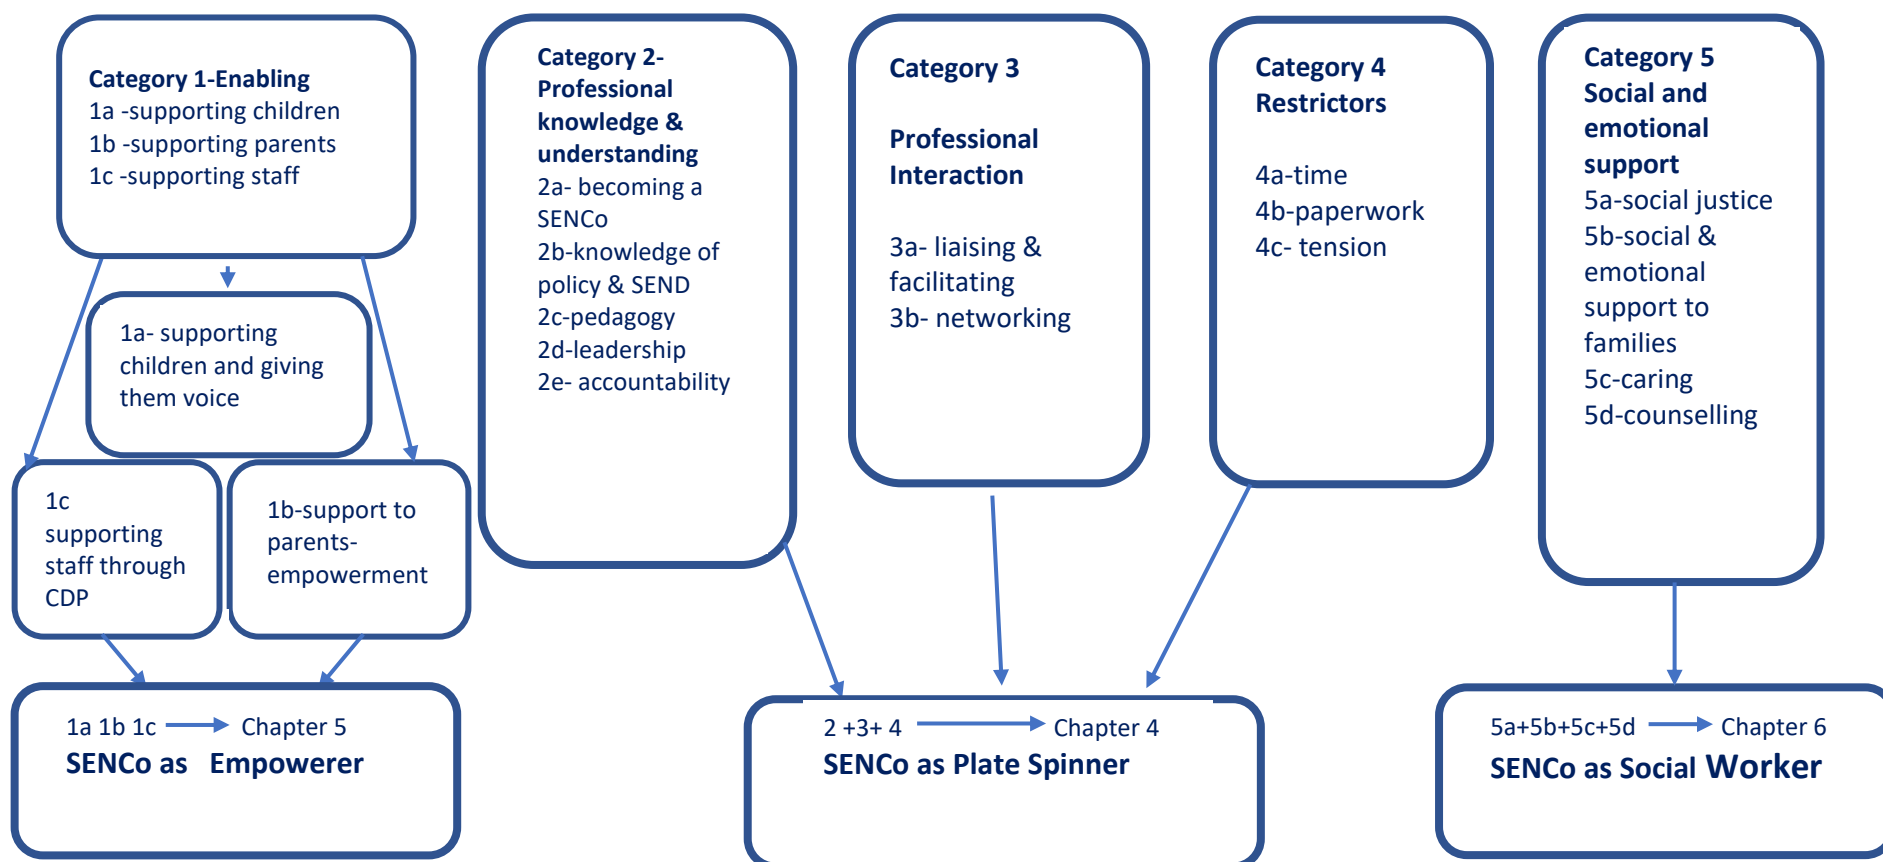 Category 1-Enabling
1a -supporting children
1b -supporting parents
1c -supporting staff
1a- supporting
children and giving
them voice
1c
supporting
staff through
CDP
1b-support to
parents-
empowerment
1a 1b 1c Chapter 5
SENCo as Empowerer
Category 2-
Professional
knowledge &
understanding
2a- becoming a
SENCo
2b-knowledge of
policy & SEND
2c-pedagogy
2d-leadership
2e- accountability
Category 3
Professional
Interaction
3a- liaising &
facilitating
3b- networking
Category 4
Restrictors
4a-time
4b-paperwork
4c- tension
2 +3+ 4 Chapter 4
SENCo as Plate Spinner
Category 5
Social and
emotional
support
5a-social justice
5b-social &
emotional
support to
families
5c-caring
5d-counselling
5a+5b+5c+5d Chapter 6
SENCo as Social Worker